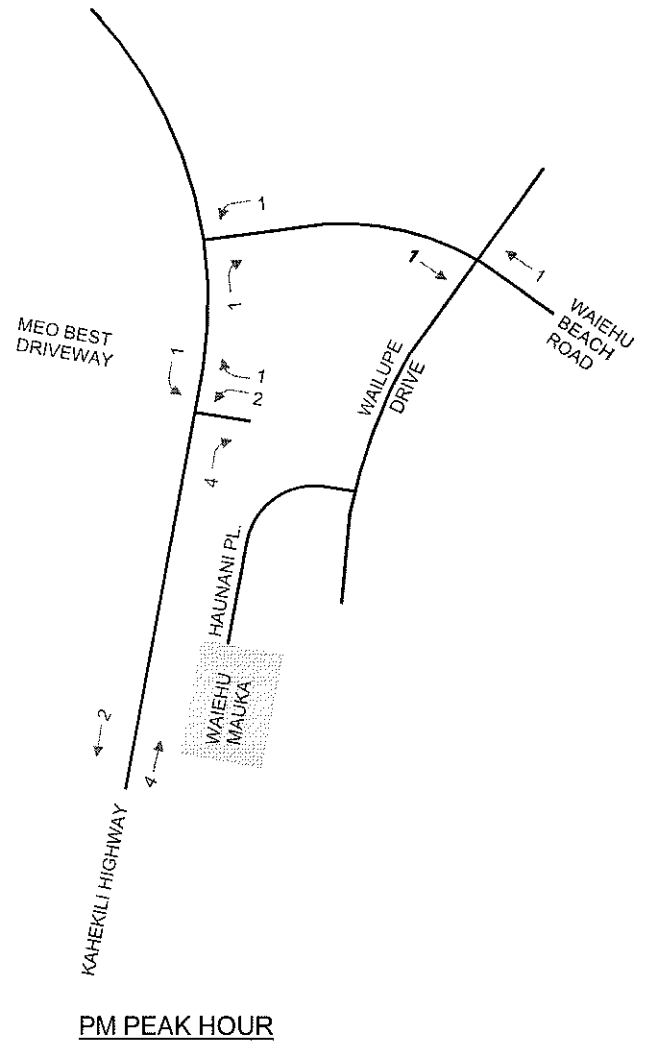 1
1
1
1
1
WAIEHU
BEACH
ROAD
MEO BEST
DRIVEWAY
1
1
2
WAILUPE
DRIVE
4
HAUNANI PL.
WAIEHU
MAUKA
2
4
KAHEKILI HIGHWAY
PM PEAK HOUR